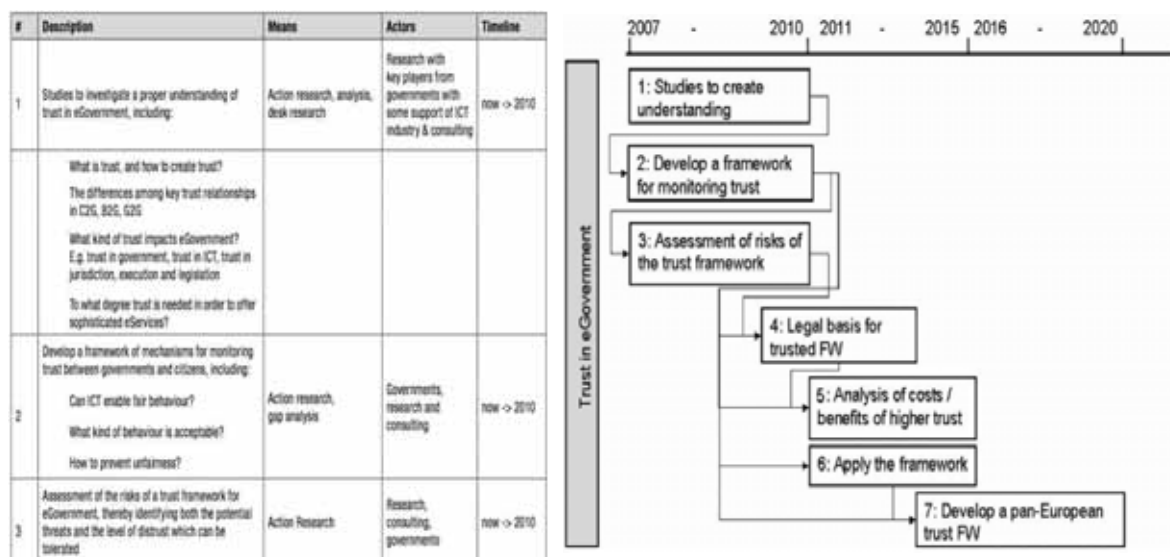 # Description Means Actors Timeline
1
Studies to investigate a proper understanding of
trust in eGovernment, including:
Action research, analysis,
desk research
Research with
key players from
governments with
some support of ICT
industry & consulting
now -> 2010
What is trust, and how to create trust?
The differences among key trust relationships
in C2G, B2G, G2G
What kind of trust impacts eGovernment?
E.g. trust in government, trust in ICT, trust in
jurisdiction, execution and legislation
To what degree trust is needed in order to offer
sophisticated eServices?
2
Develop a framework of mechanisms for monitoring
trust between governments and citizens, including:
Can ICT enable fair behaviour?
What kind of behaviour is acceptable?
How to prevent unfairness?
Action research,
gap analysis
Governments,
research and
consulting
now -> 2010
3
Assessment of the risks of a trust framework for
eGovernment, thereby identifying both the potential
threats and the level of distrust which can be
tolerated
Action Research
Research,
consulting,
governments
now -> 2010
2007 - 2010 2011 - 2015 2016 - 2020
Trust in eGovernment
1: Studies to create
understanding
2: Develop a framework
for monitoring trust
3: Assessment of risks of
the trust framework
4: Legal basis for
trusted FW
5: Analysis of costs /
benefits of higher trust
6: Apply the framework
7: Develop a pan-European
trust FW